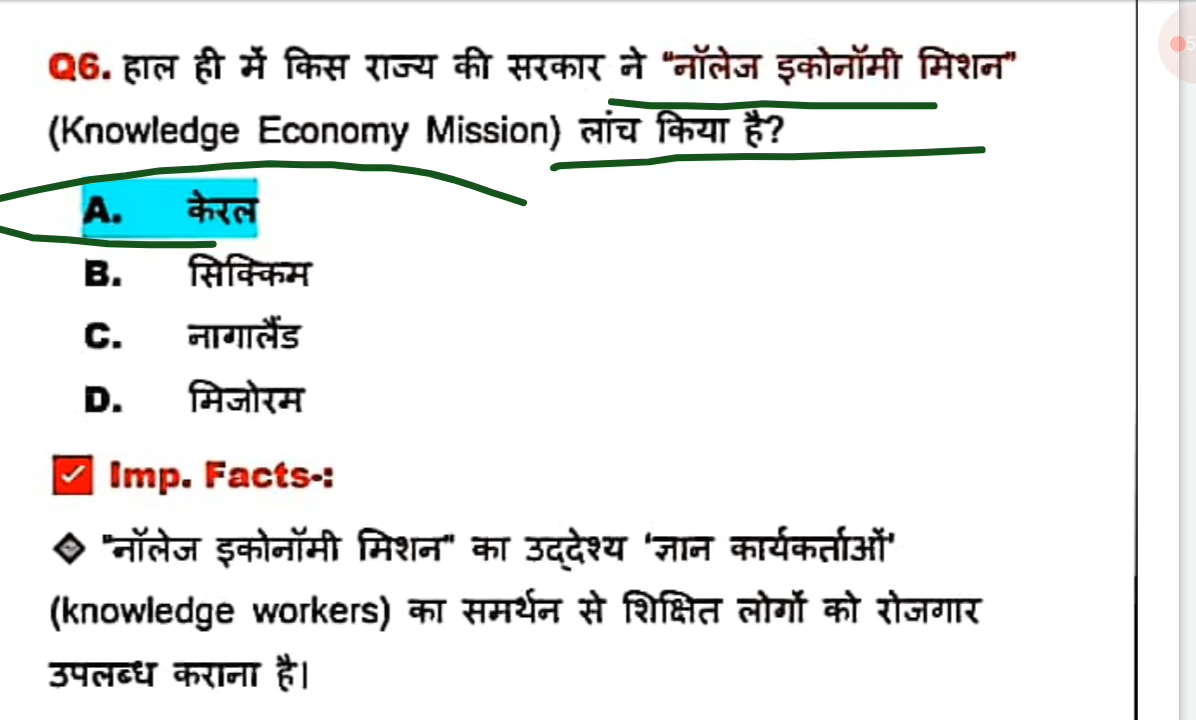 Q6. हाल ही में किस राज्य की सरकार ने "नॉलेज इकोनॉमी मिशन"
(Knowledge Economy Mission) लांच किया है?
A. केरल
B. सिक्किम
C. नागालैंड
D. मिजोरम
Imp. Facts-:
"नॉलेज इकोनॉमी मिशन" का उद्देश्य 'ज्ञान कार्यकर्ताओं'
(knowledge workers) का समर्थन से शिक्षित लोगों को रोजगार
उपलब्ध कराना है।